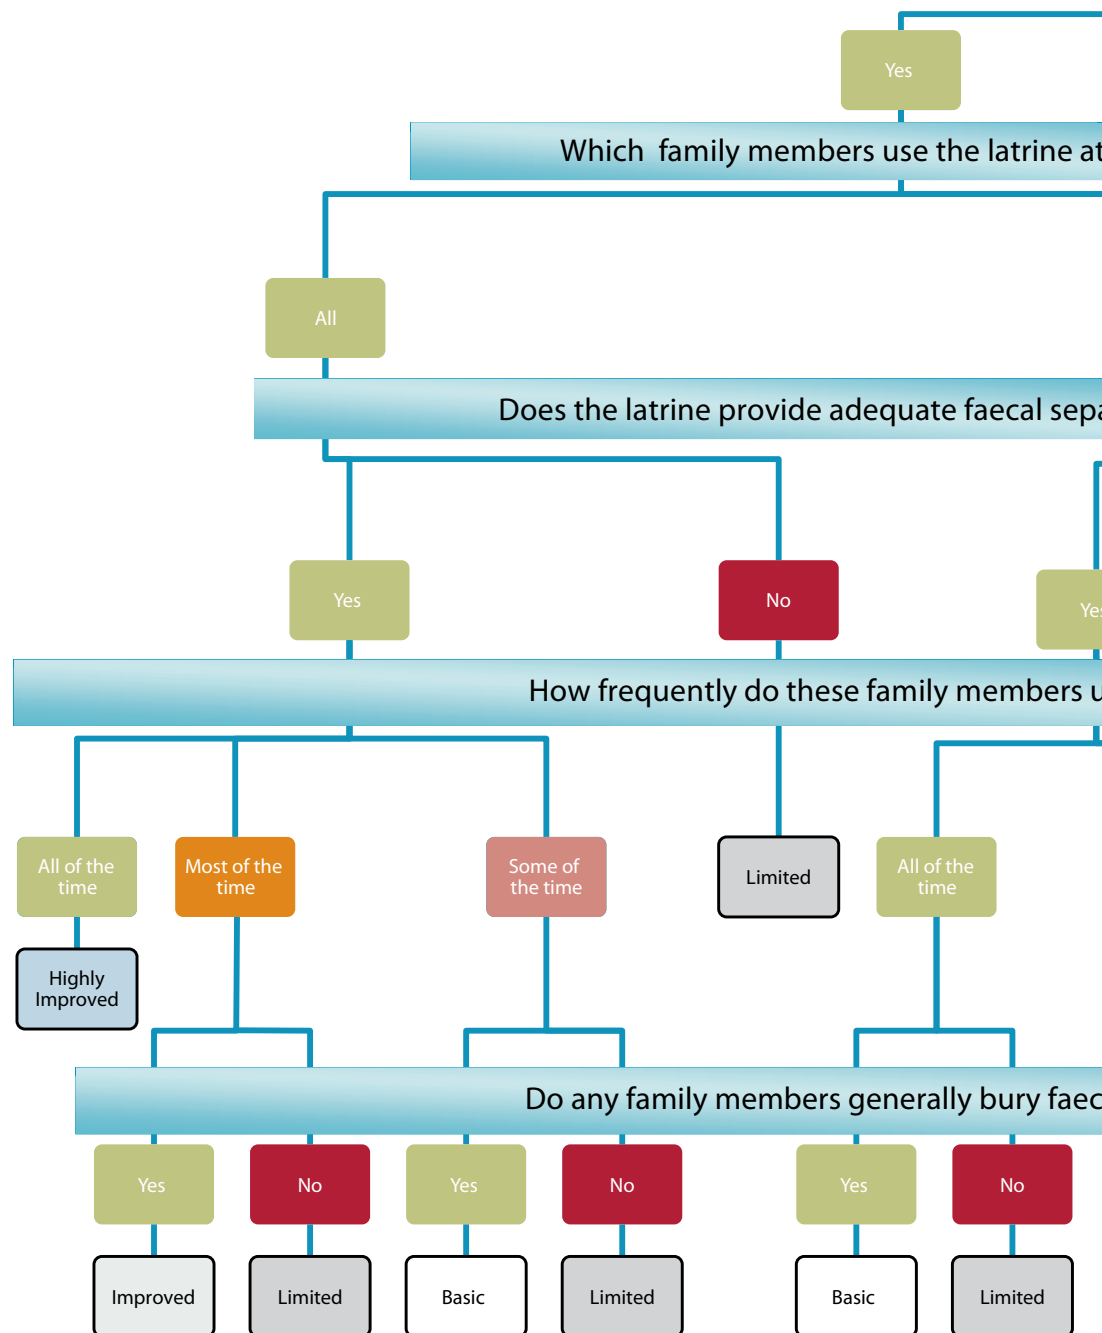 Yes
Which family members use the latrine at
All
Does the latrine provide adequate faecal sepa
Yes
No
Yes
How frequently do these family members u
All of the
time
Most of the
time
Some of
the time
Limited
All of the
time
Highly
Improved
Do any family members generally bury faec
Yes
No
Yes
No
Yes
No
Improved
Limited
Basic
Limited
Basic
Limited